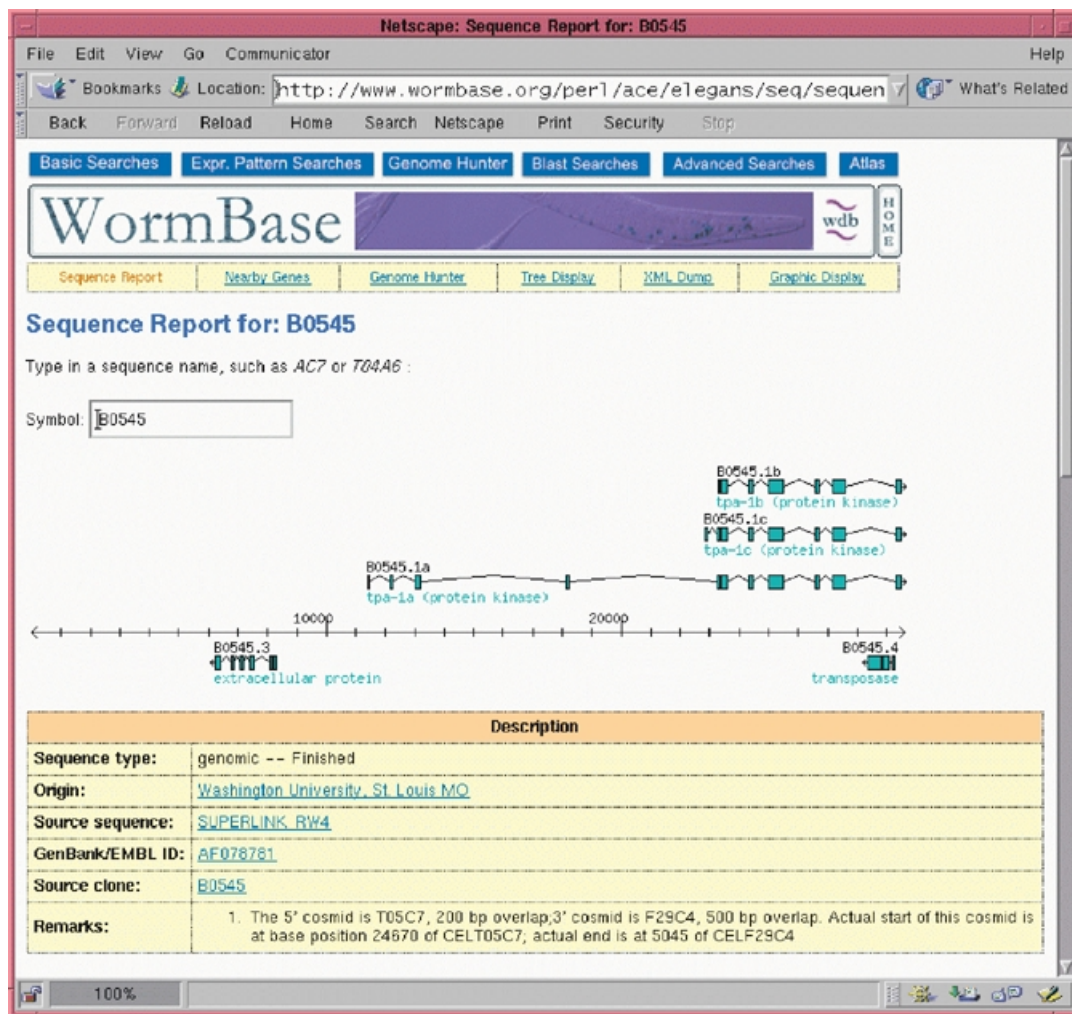 Netscape: Sequence Report for: B0545
File Edit View Go Communicator Help
Bookmarks Location: http://www.wormbase.org/perl/ace/elegans/seq/sequen What's Related
Back Forward Reload Home Search Netscape Print Security Stop
Basic Searches Expr. Pattern Searches Genome Hunter Blast Searches Advanced Searches Atlas
WormBase wdb HOME
Sequence Report Nearby Genes Genome Hunter Tree Display XML Dump Graphic Display
Sequence Report for: B0545
Type in a sequence name, such as AC7 or T04A6 :
Symbol: B0545
B0545.1b
tpa-1b (protein kinase)
B0545.1c
tpa-1c (protein kinase)
B0545.1a
tpa-1a (protein kinase)
10000 20000
B0545.3 B0545.4
extracellular protein transposase
Description
Sequence type: genomic -- Finished
Origin: Washington University, St. Louis MO
Source sequence: SUPERLINK_RW4
GenBank/EMBL ID: AF078781
Source clone: B0545
Remarks: 1. The 5' cosmid is T05C7, 200 bp overlap;3' cosmid is F29C4, 500 bp overlap. Actual start of this cosmid is
at base position 24670 of CELT05C7; actual end is at 5045 of CELF29C4
100%